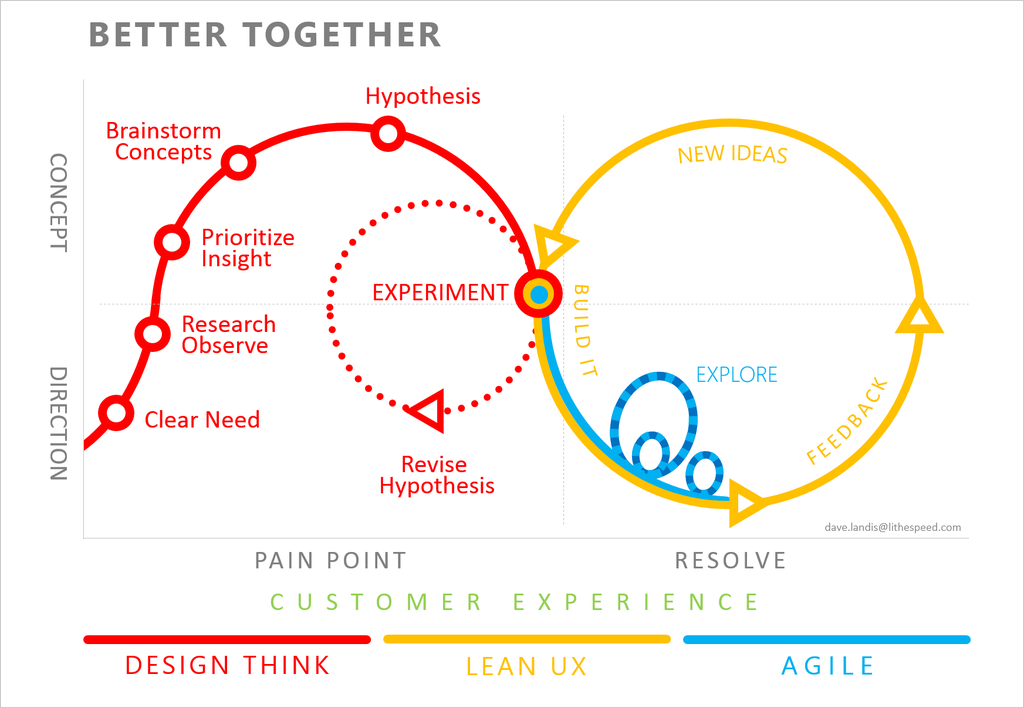 BETTER TOGETHER
Hypothesis
Brainstorm
Concepts
NEW IDEAS
CONCEPT
Prioritize
Insight
EXPERIMENT
BUILD IT
Research
Observe
DIRECTION
EXPLORE
Clear Need
FEEDBACK
Revise
Hypothesis
dave.landis@lithespeed.com
PAIN POINT
RESOLVE
CUSTOMER EXPERIENCE
DESIGN THINK
LEAN UX
AGILE